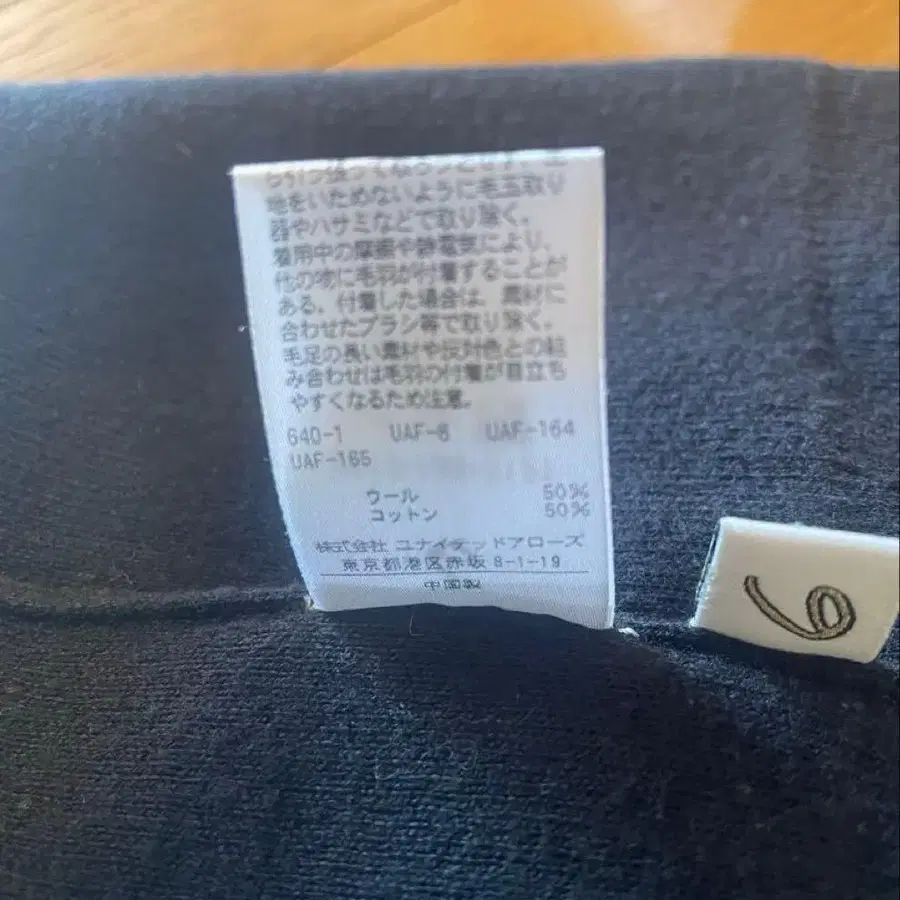 地をいためないように毛玉取り
器やハサミなどで取り除く。
着用中の摩擦や静電気により、
他の物に毛羽が付着することが
ある。付着した場合は、素材に
合わせたブラシ等で取り除く。
毛足の長い素材や反対色との組
み合わせは毛羽の付着が目立ち
やすくなるため注意。
640-1 UAF-6 UAF-164
UAF-165
ウール 50%
コットン 50%
株式会社 ユナイテッドアローズ
東京都港区赤坂 8-1-19
中国製